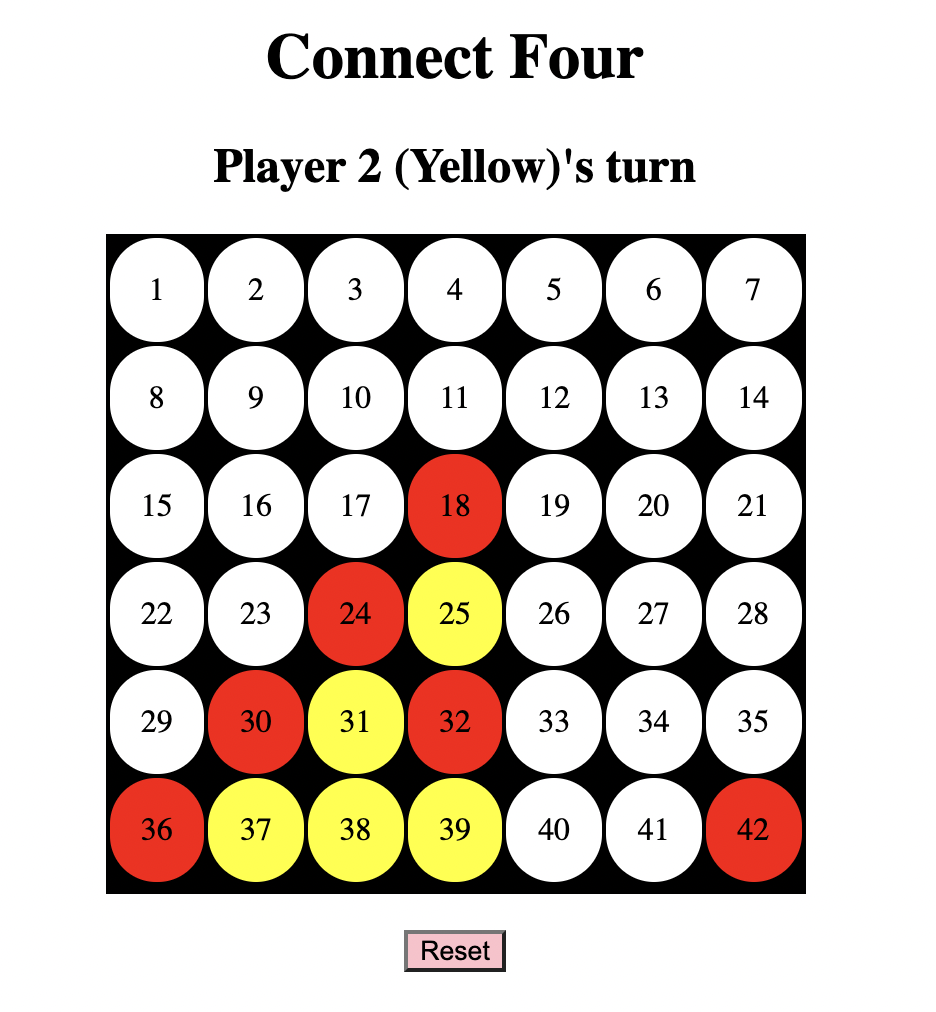 Connect Four
Player 2 (Yellow)'s turn
1 2 3 4 5 6 7
8 9 10 11 12 13 14
15 16 17 18 19 20 21
22 23 24 25 26 27 28
29 30 31 32 33 34 35
36 37 38 39 40 41 42
Reset